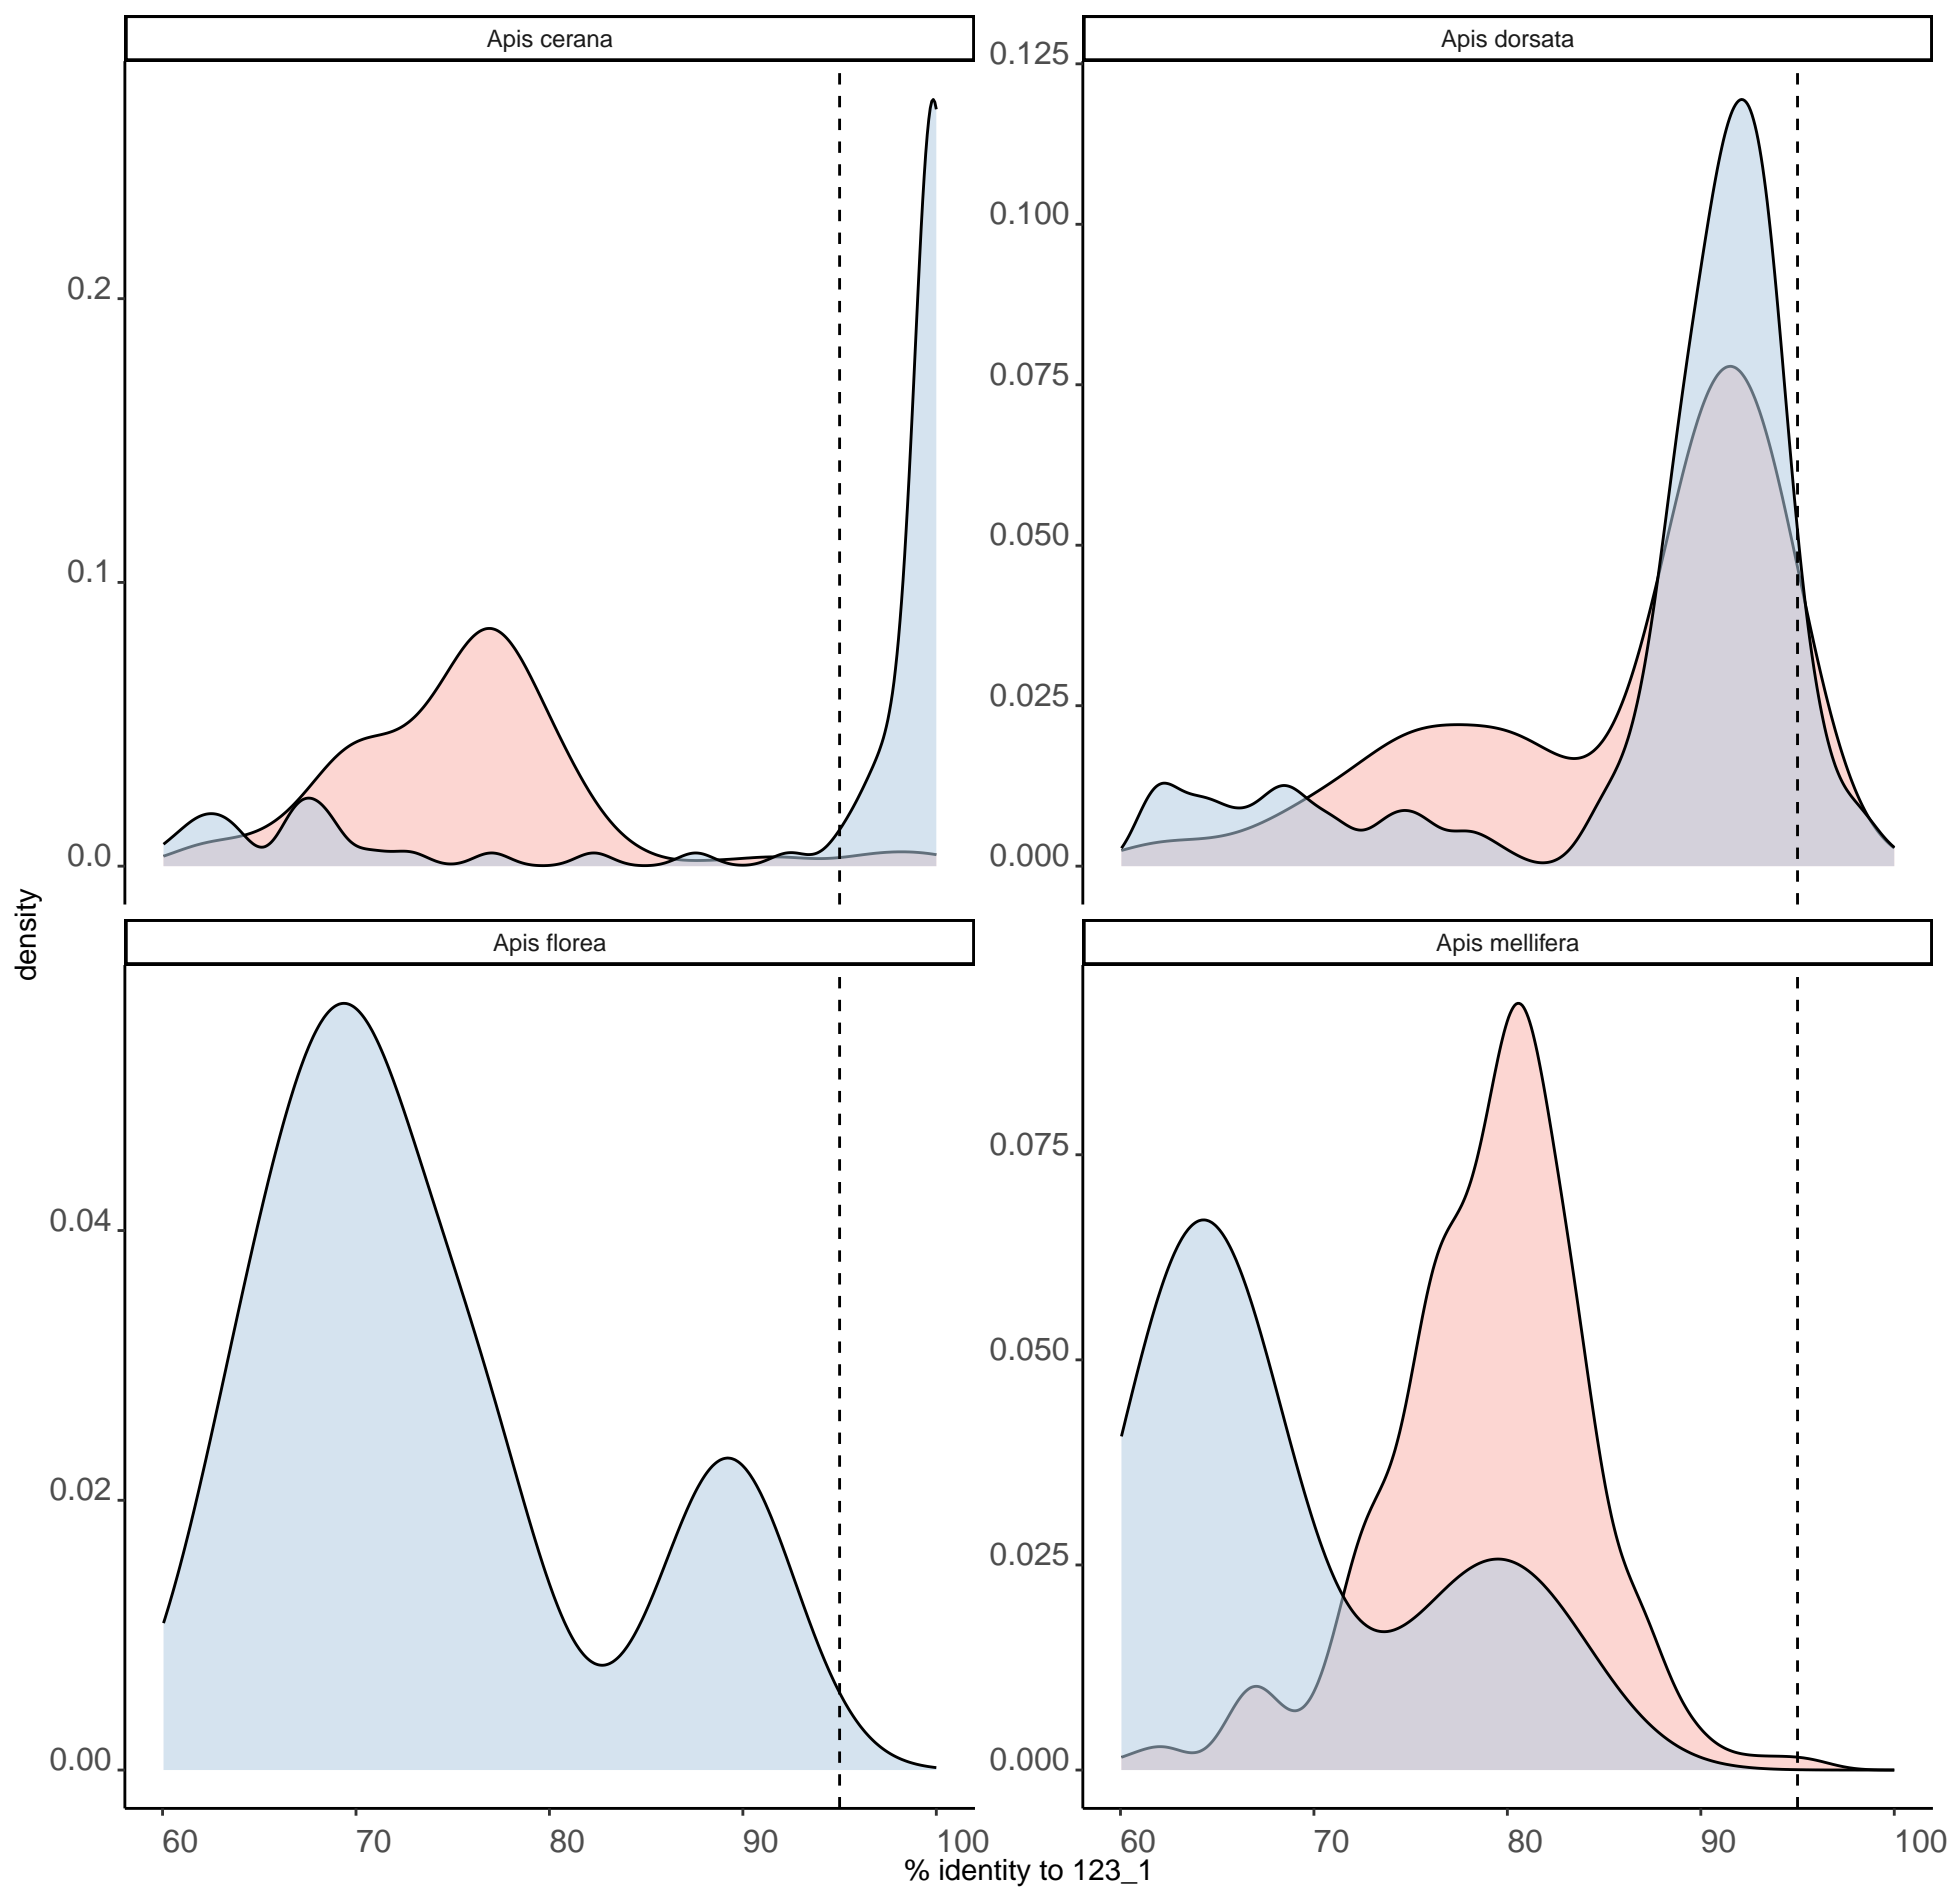 Apis cerana
Apis dorsata
0.2
0.1
0.0
0.125
0.100
0.075
0.050
0.025
0.000
density
Apis florea
Apis mellifera
0.04
0.02
0.00
0.075
0.050
0.025
0.000
60 70 80 90 100
60 70 80 90 100
% identity to 123_1